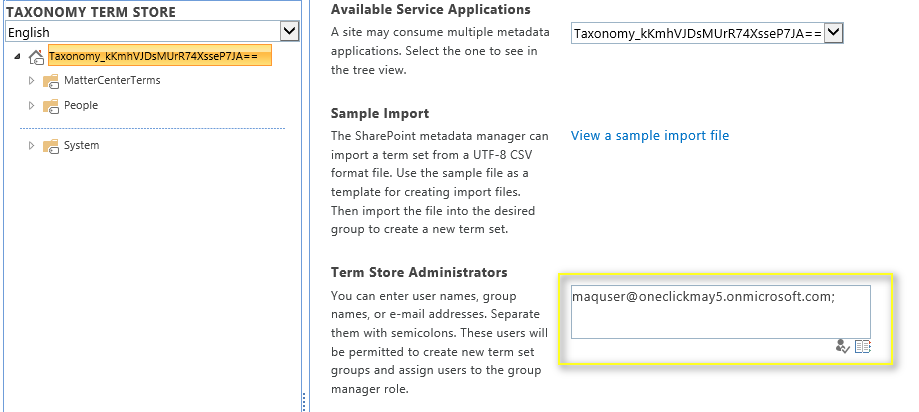 TAXONOMY TERM STORE
English
Taxonomy_kKmhVJDsMUrR74XsseP7JA==
MatterCenterTerms
People
System
Available Service Applications
A site may consume multiple metadata
applications. Select the one to see in
the tree view.
Taxonomy_kKmhVJDsMUrR74XsseP7JA==
Sample Import
The SharePoint metadata manager can
import a term set from a UTF-8 CSV
format file. Use the sample file as a
template for creating import files.
Then import the file into the desired
group to create a new term set.
View a sample import file
Term Store Administrators
You can enter user names, group
names, or e-mail addresses. Separate
them with semicolons. These users will
be permitted to create new term set
groups and assign users to the group
manager role.
maquser@oneclickmay5.onmicrosoft.com;